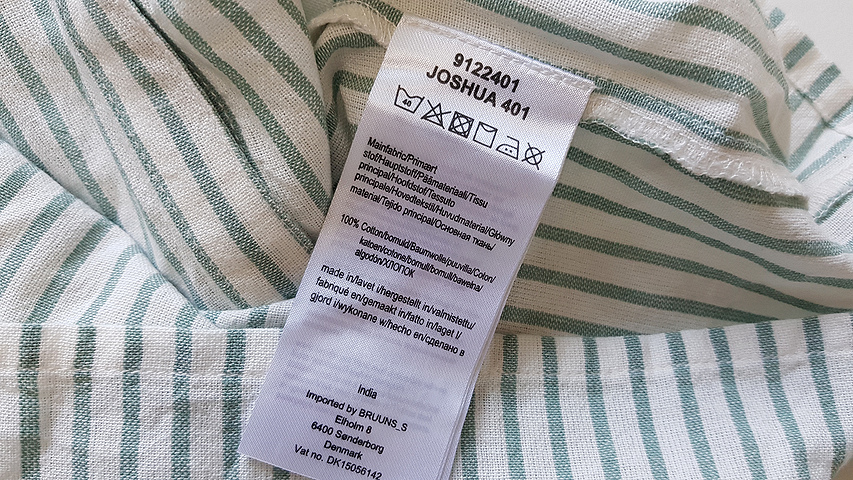 9122401
JOSHUA 401
40
Mainfabric/Primært
stof/Hauptstoff/Päämateriaali/Tissu
principal/Hoofdstof/Tessuto
principale/Hovedtekstil/Huvudmaterial/Główny
material/Tejido principal/Основная ткань/
100% Cotton/bomuld/Baumwolle/puuvilla/Coton/
katoen/cotone/bomull/bomull/bawełna/
algodón/ХЛОПОК
made in/lavet i/hergestellt in/valmistettu/
fabriqué en/gemaakt in/fatto in/laget I/
gjord i/wykonane w/hecho en/сделано в
India
Imported by BRUUNS_S
Elholm 8
6400 Sønderborg
Denmark
Vat no. DK15056142